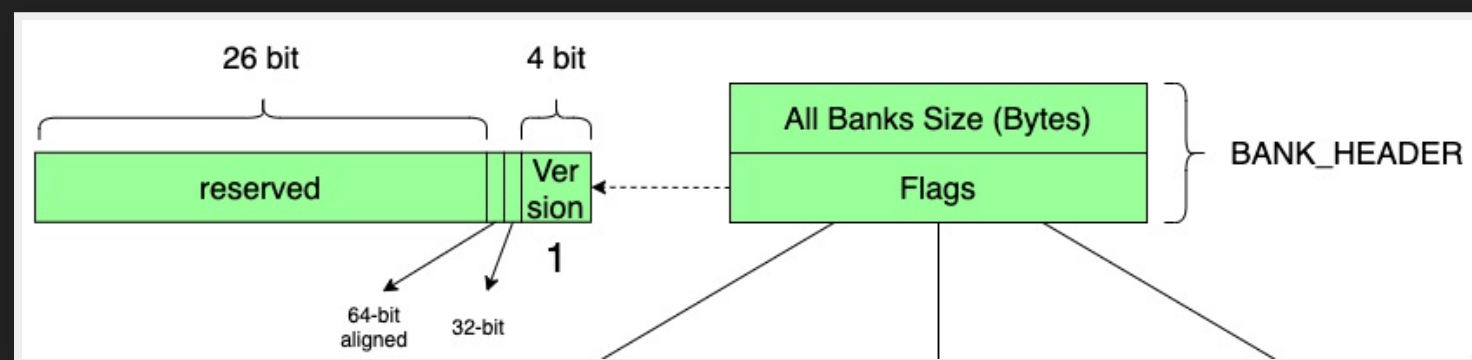 26 bit
4 bit
All Banks Size (Bytes)
BANK_HEADER
reserved
Ver
sion
Flags
1
64-bit
aligned
32-bit